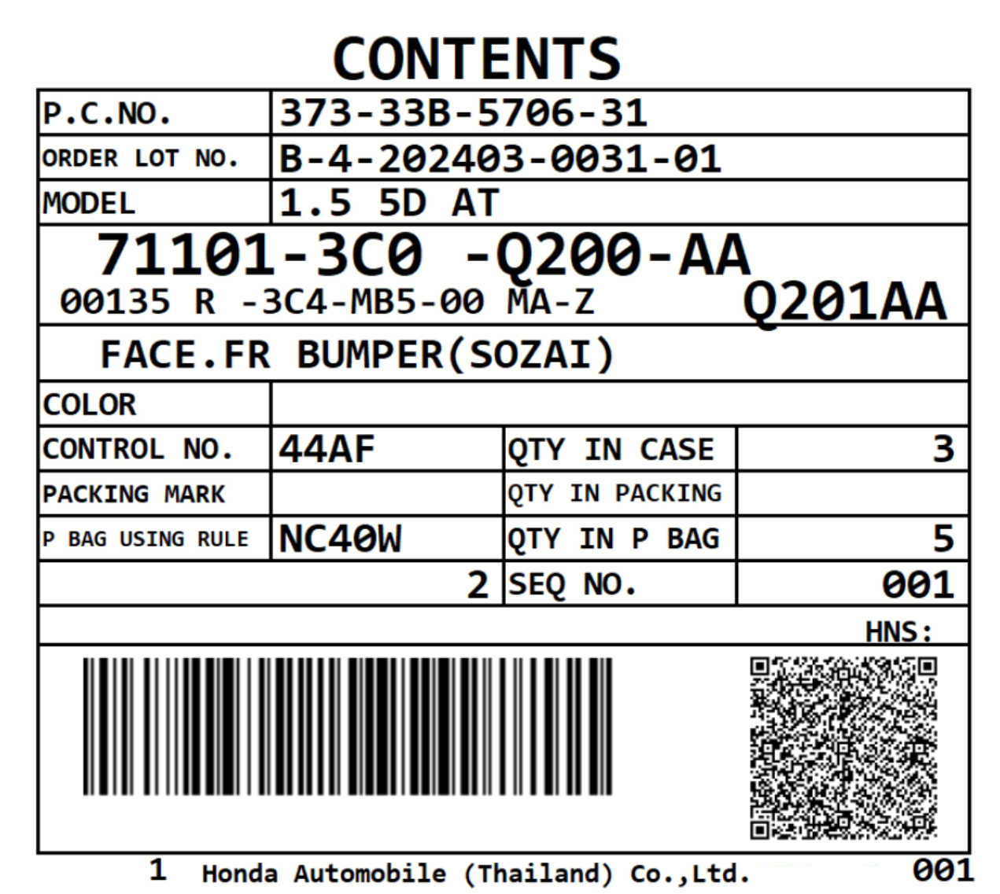 CONTENTS
P.C.NO. 373-33B-5706-31
ORDER LOT NO. B-4-202403-0031-01
MODEL 1.5 5D AT
71101-3C0 -Q200-AA
00135 R -3C4-MB5-00 MA-Z Q201AA
FACE.FR BUMPER(SOZAI)
COLOR
CONTROL NO. 44AF QTY IN CASE 3
PACKING MARK QTY IN PACKING
P BAG USING RULE NC40W QTY IN P BAG 5
2 SEQ NO. 001
HNS:
1 Honda Automobile (Thailand) Co.,Ltd. 001